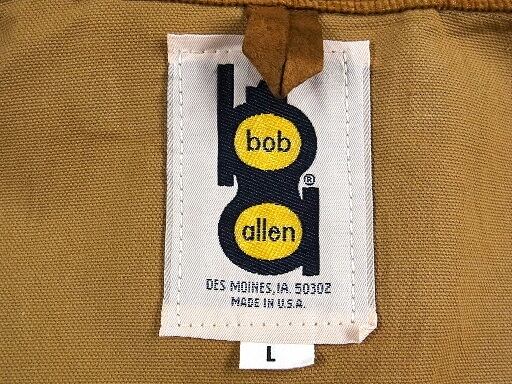 bob
®
allen
DES MOINES, IA. 50302
MADE IN U.S.A.
L